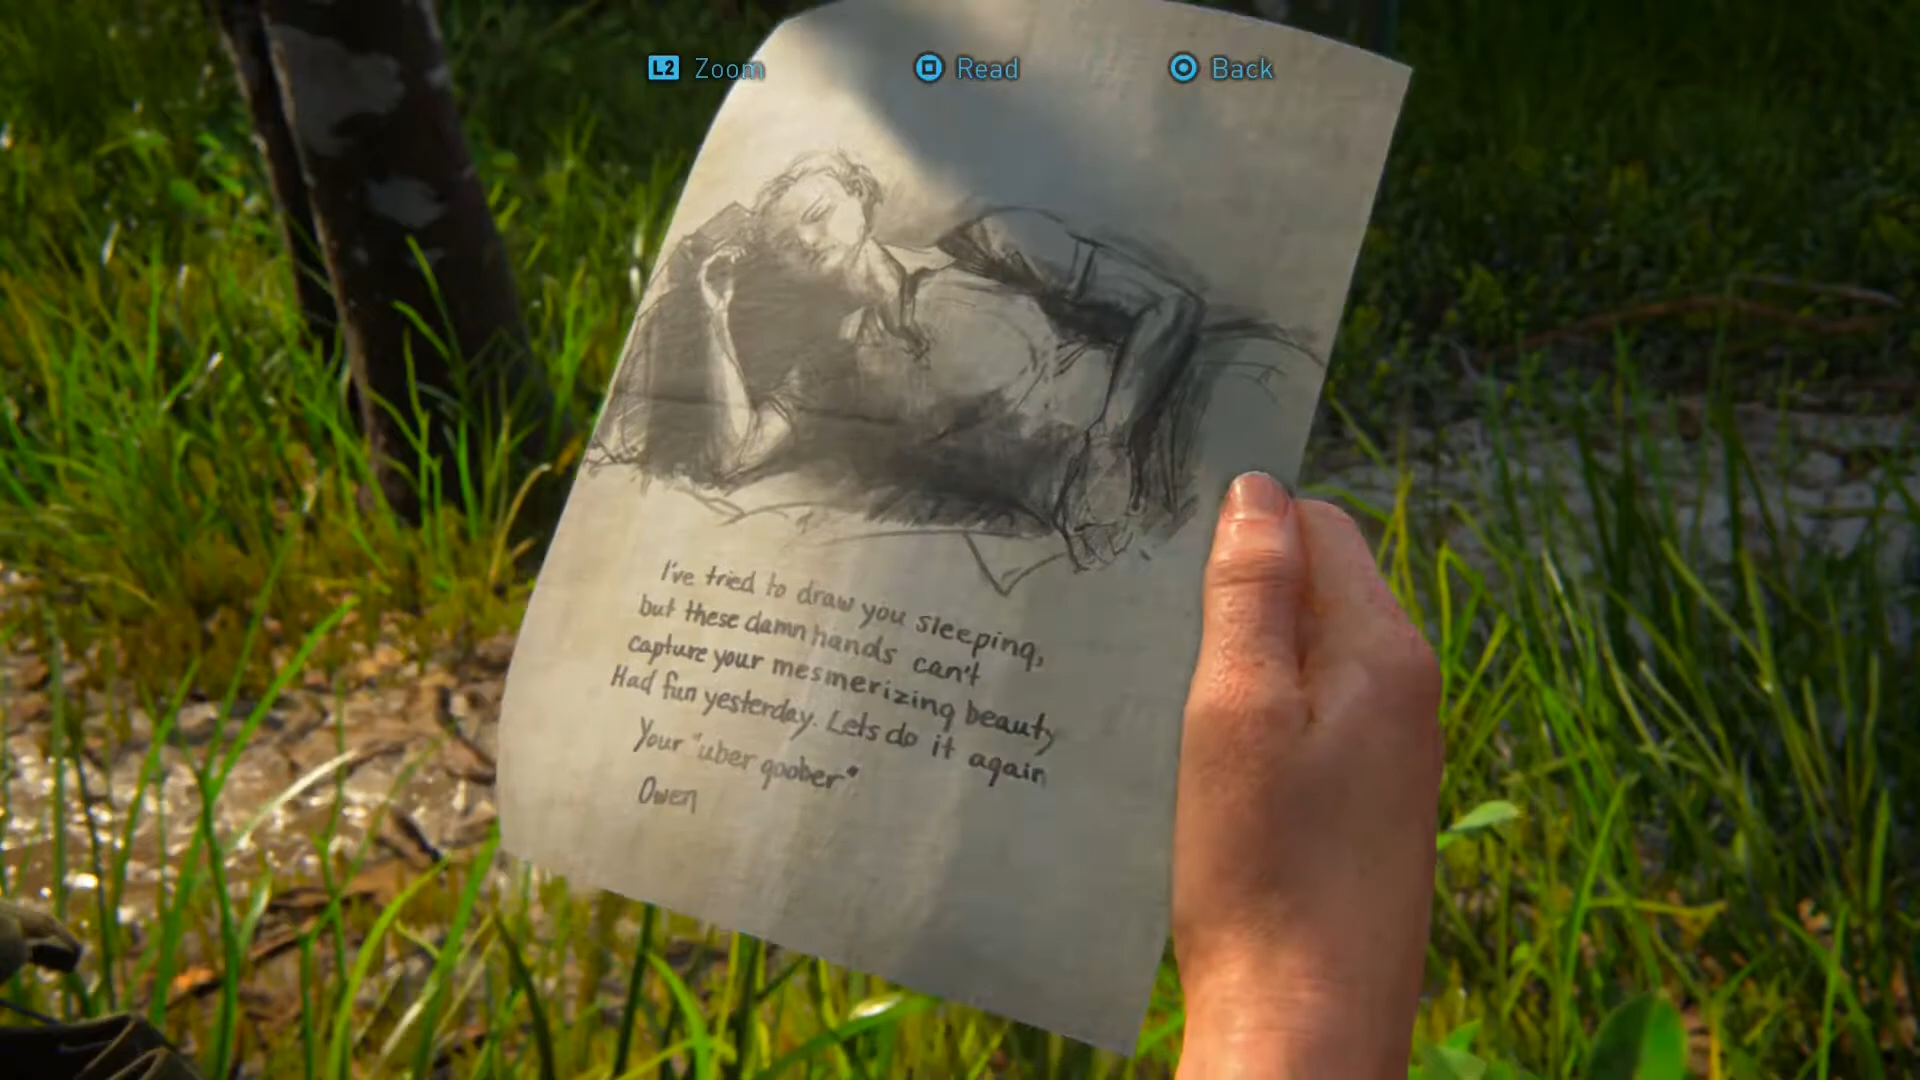 L2 Zoom Read Back
I've tried to draw you sleeping,
but these damn hands can't
capture your mesmerizing beauty
Had fun yesterday. Lets do it again
Your "uber goober".
Owen